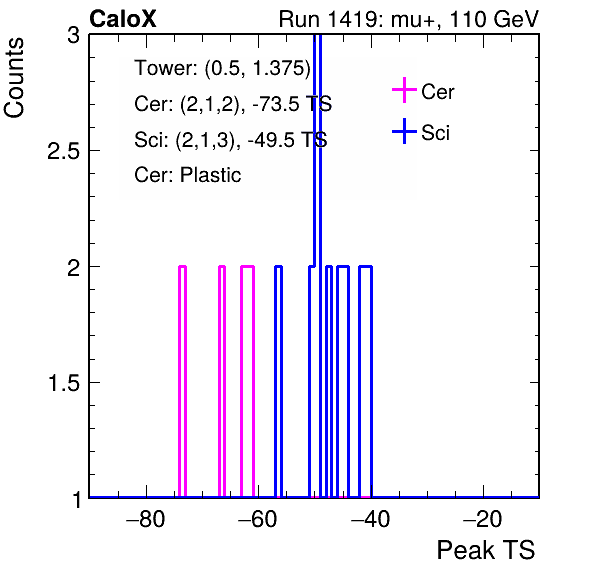 CaloX Run 1419: mu+, 110 GeV
Counts
3
2.5
2
1.5
1
Tower: (0.5, 1.375)
Cer: (2,1,2), -73.5 TS
Sci: (2,1,3), -49.5 TS
Cer: Plastic
Cer
Sci
−80 −60 −40 −20
Peak TS